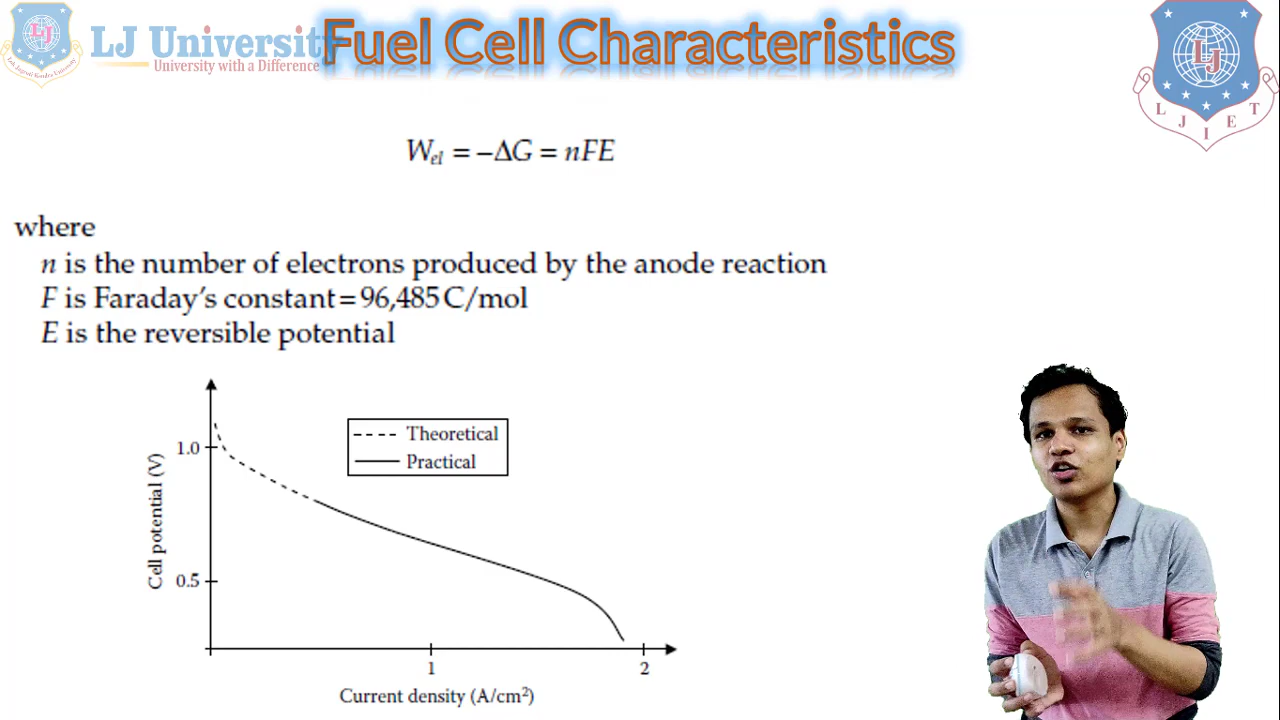 LJ University
University with a Difference
Fuel Cell Characteristics
LJ
LJ
L J I E T
W_el = −ΔG = nFE
where
n is the number of electrons produced by the anode reaction
F is Faraday's constant = 96,485 C/mol
E is the reversible potential
Theoretical
Practical
1.0
0.5
Cell potential (V)
1
2
Current density (A/cm²)